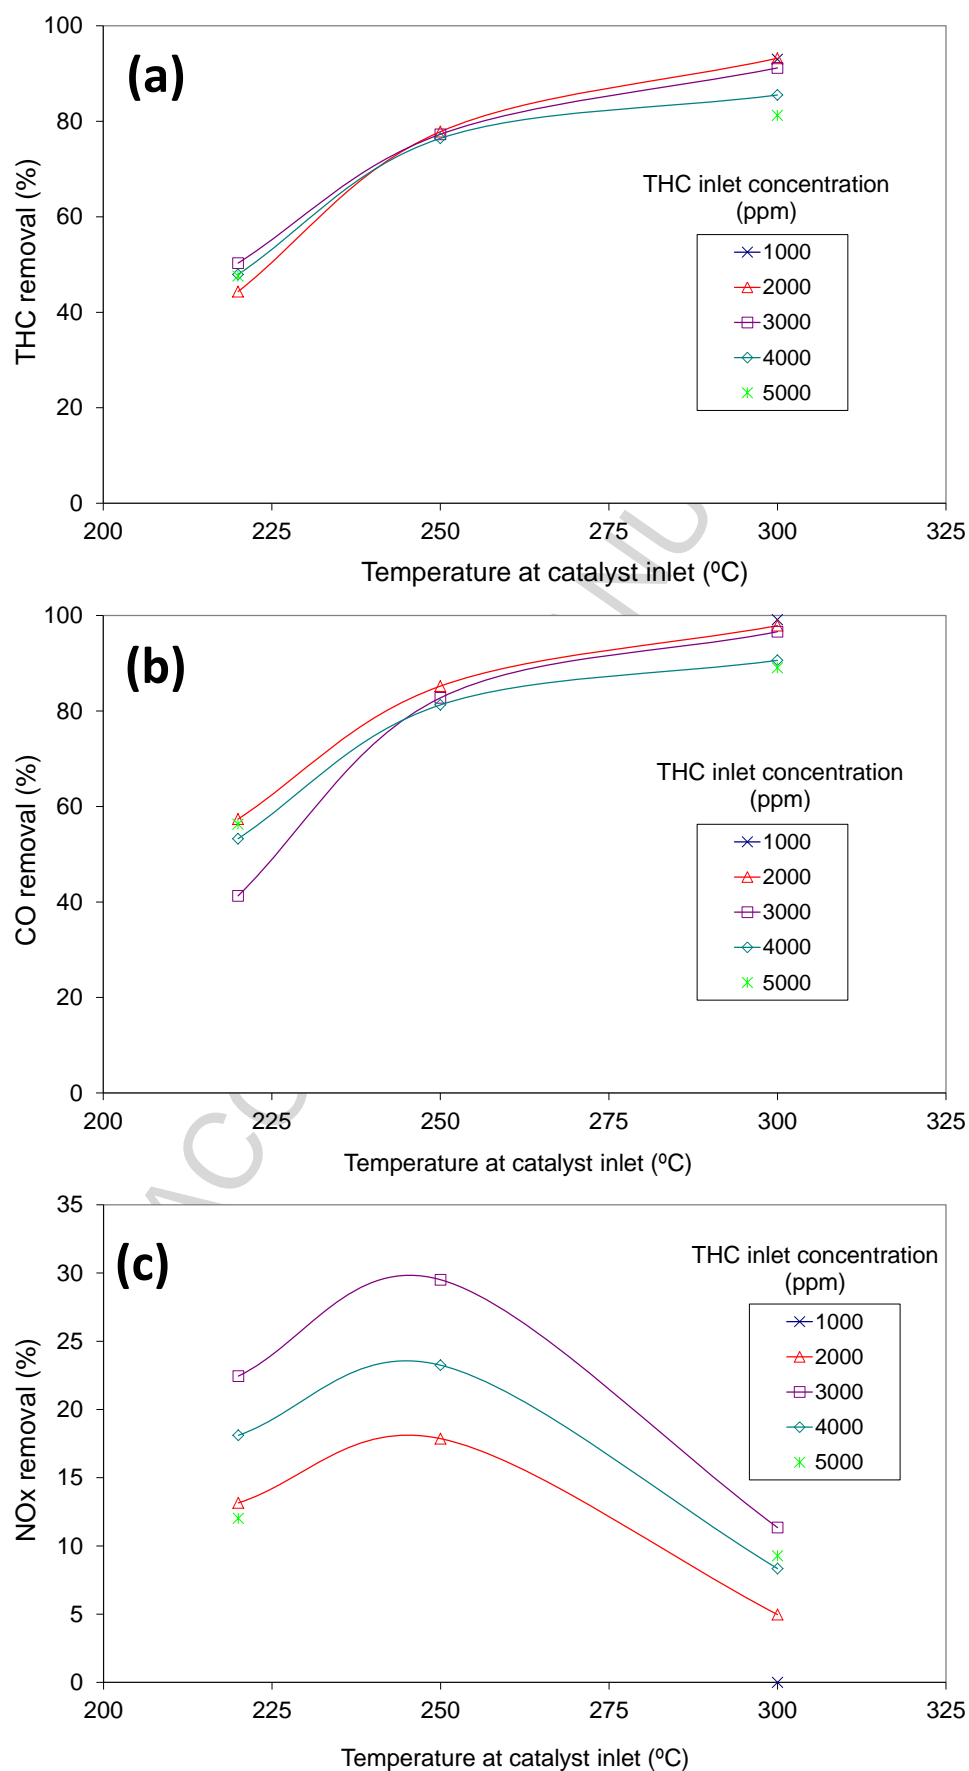 100
80
60
40
20
0
THC removal (%)
(a)
THC inlet concentration
(ppm)
1000
2000
3000
4000
5000
200 225 250 275 300 325
Temperature at catalyst inlet (ºC)
100
80
60
40
20
0
CO removal (%)
(b)
THC inlet concentration
(ppm)
1000
2000
3000
4000
5000
200 225 250 275 300 325
Temperature at catalyst inlet (ºC)
35
30
25
20
15
10
5
0
NOx removal (%)
(c)
THC inlet concentration
(ppm)
1000
2000
3000
4000
5000
200 225 250 275 300 325
Temperature at catalyst inlet (ºC)